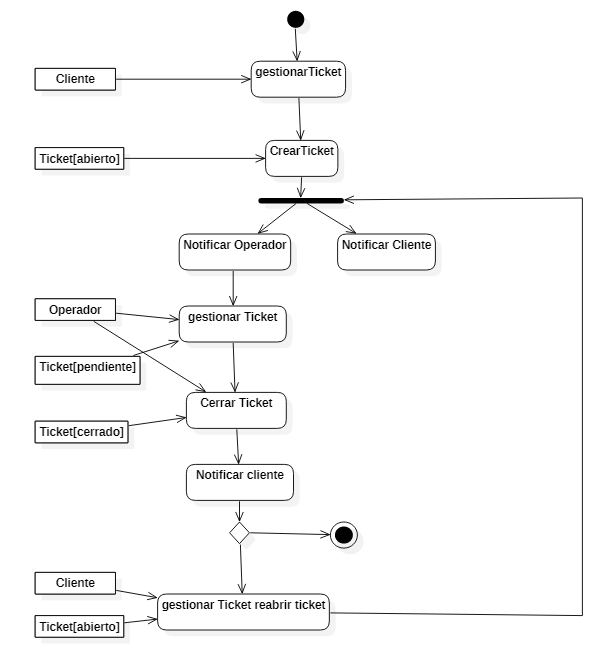 gestionarTicket
Cliente
CrearTicket
Ticket[abierto]
Notificar Operador
Notificar Cliente
Operador
gestionar Ticket
Ticket[pendiente]
Cerrar Ticket
Ticket[cerrado]
Notificar cliente
Cliente
gestionar Ticket reabrir ticket
Ticket[abierto]